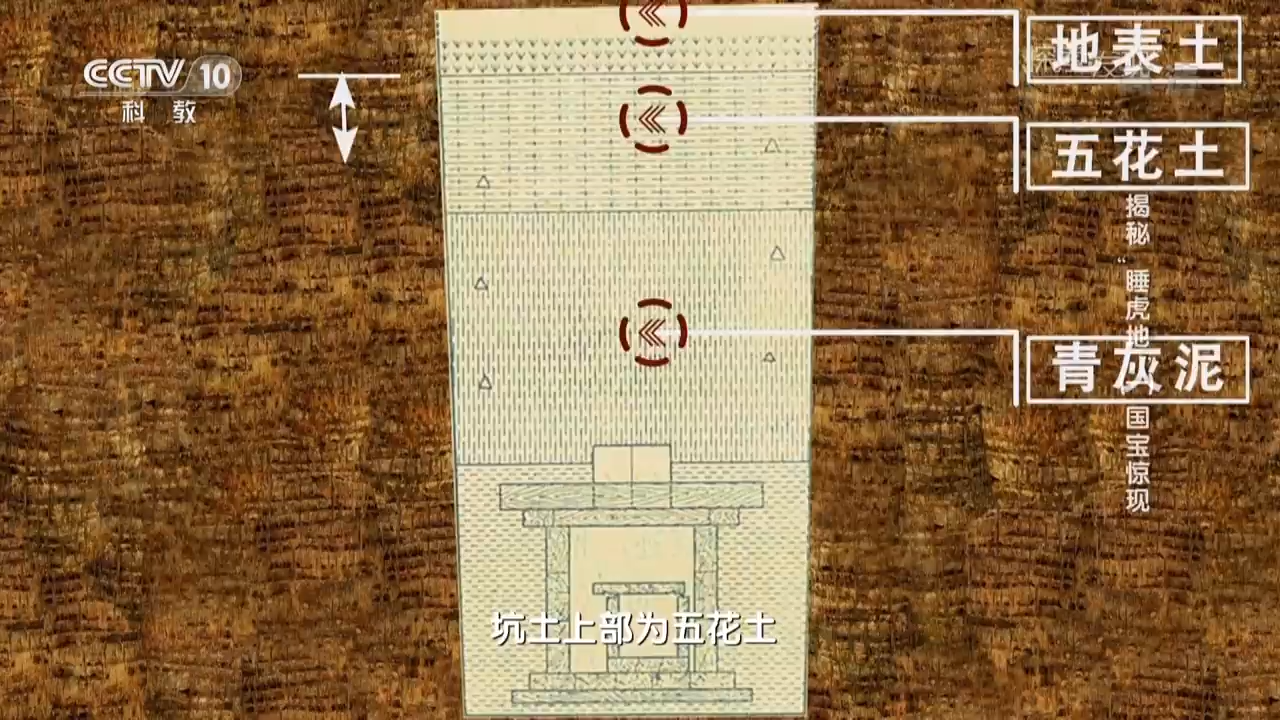 CCTV 10
科教
地表土
五花土
青灰泥
揭秘“睡虎地
国宝惊现
坑土上部为五花土